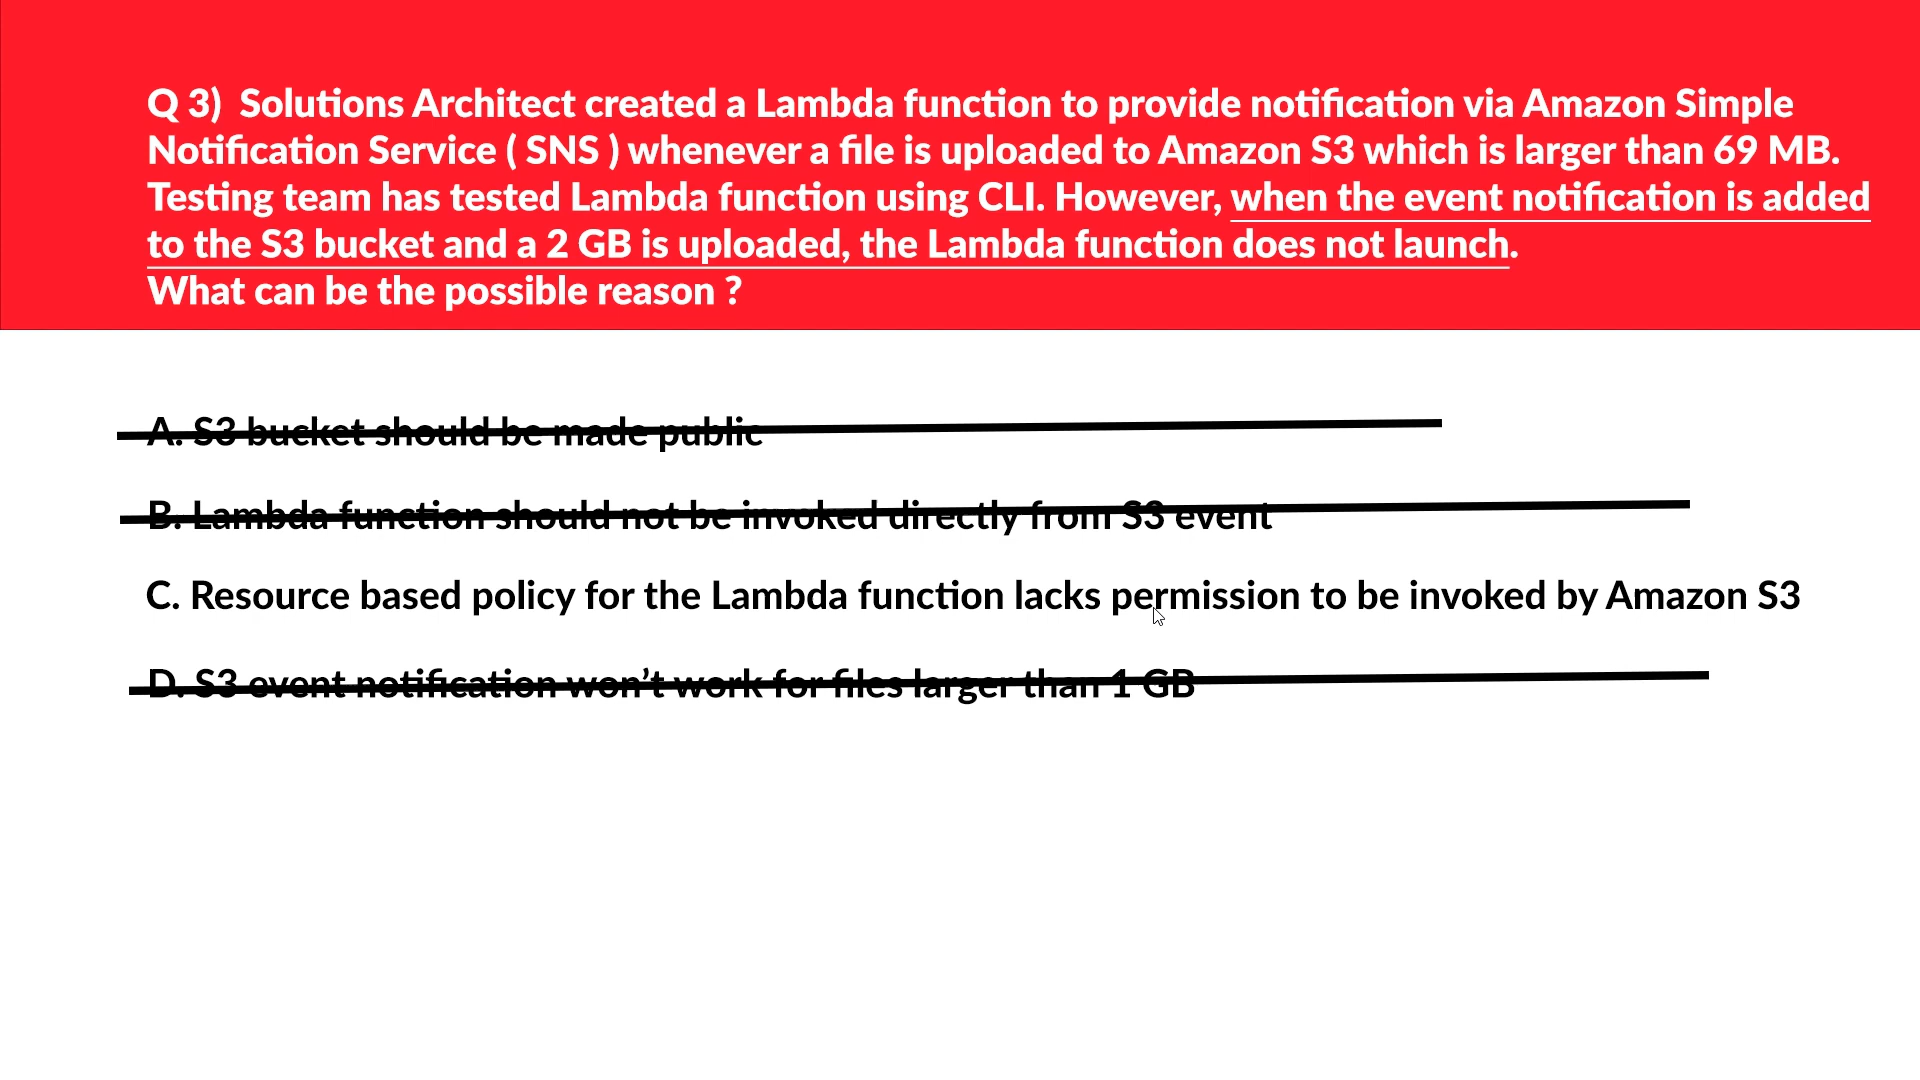 Q 3) Solutions Architect created a Lambda function to provide notification via Amazon Simple
Notification Service ( SNS ) whenever a file is uploaded to Amazon S3 which is larger than 69 MB.
Testing team has tested Lambda function using CLI. However, when the event notification is added
to the S3 bucket and a 2 GB is uploaded, the Lambda function does not launch.
What can be the possible reason ?
A. S3 bucket should be made public
B. Lambda function should not be invoked directly from S3 event
C. Resource based policy for the Lambda function lacks permission to be invoked by Amazon S3
D. S3 event notification won’t work for files larger than 1 GB